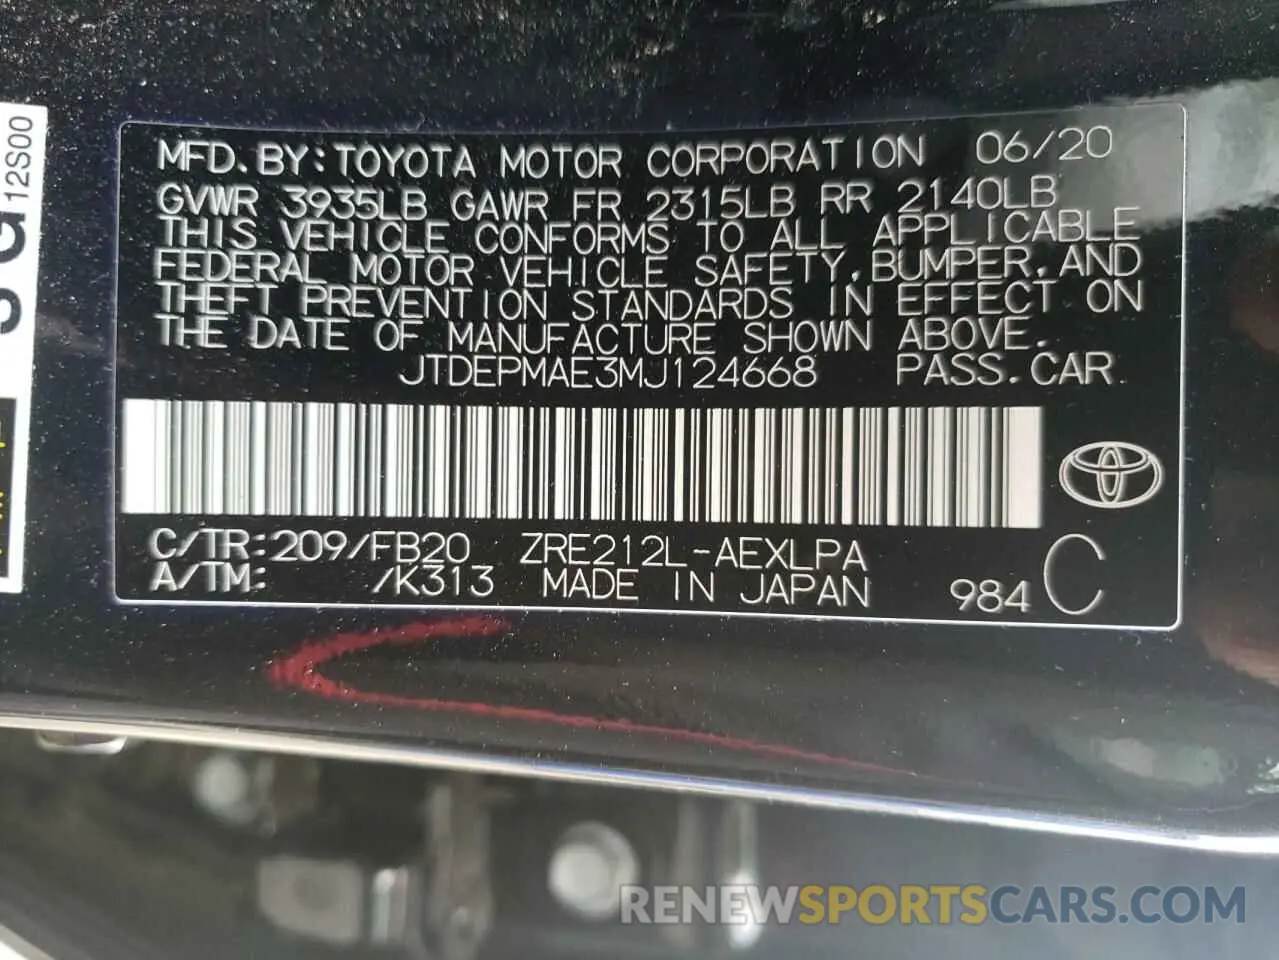 MFD.BY:TOYOTA MOTOR CORPORATION 06/20
GVWR 3935LB GAWR FR 2315LB RR 2140LB
THIS VEHICLE CONFORMS TO ALL APPLICABLE
FEDERAL MOTOR VEHICLE SAFETY,BUMPER,AND
THEFT PREVENTION STANDARDS IN EFFECT ON
THE DATE OF MANUFACTURE SHOWN ABOVE.
JTDEPMAE3MJ124668 PASS.CAR
C/TR:209/FB20 ZRE212L-AEXLPA
A/TM: /K313 MADE IN JAPAN 984 C
12S00
RENEWSPORTSCARS.COM